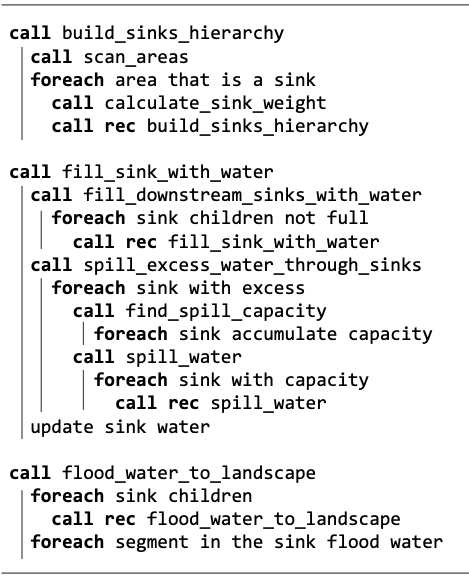 call build_sinks_hierarchy
call scan_areas
foreach area that is a sink
call calculate_sink_weight
call rec build_sinks_hierarchy
call fill_sink_with_water
call fill_downstream_sinks_with_water
foreach sink children not full
call rec fill_sink_with_water
call spill_excess_water_through_sinks
foreach sink with excess
call find_spill_capacity
foreach sink accumulate capacity
call spill_water
foreach sink with capacity
call rec spill_water
update sink water
call flood_water_to_landscape
foreach sink children
call rec flood_water_to_landscape
foreach segment in the sink flood water